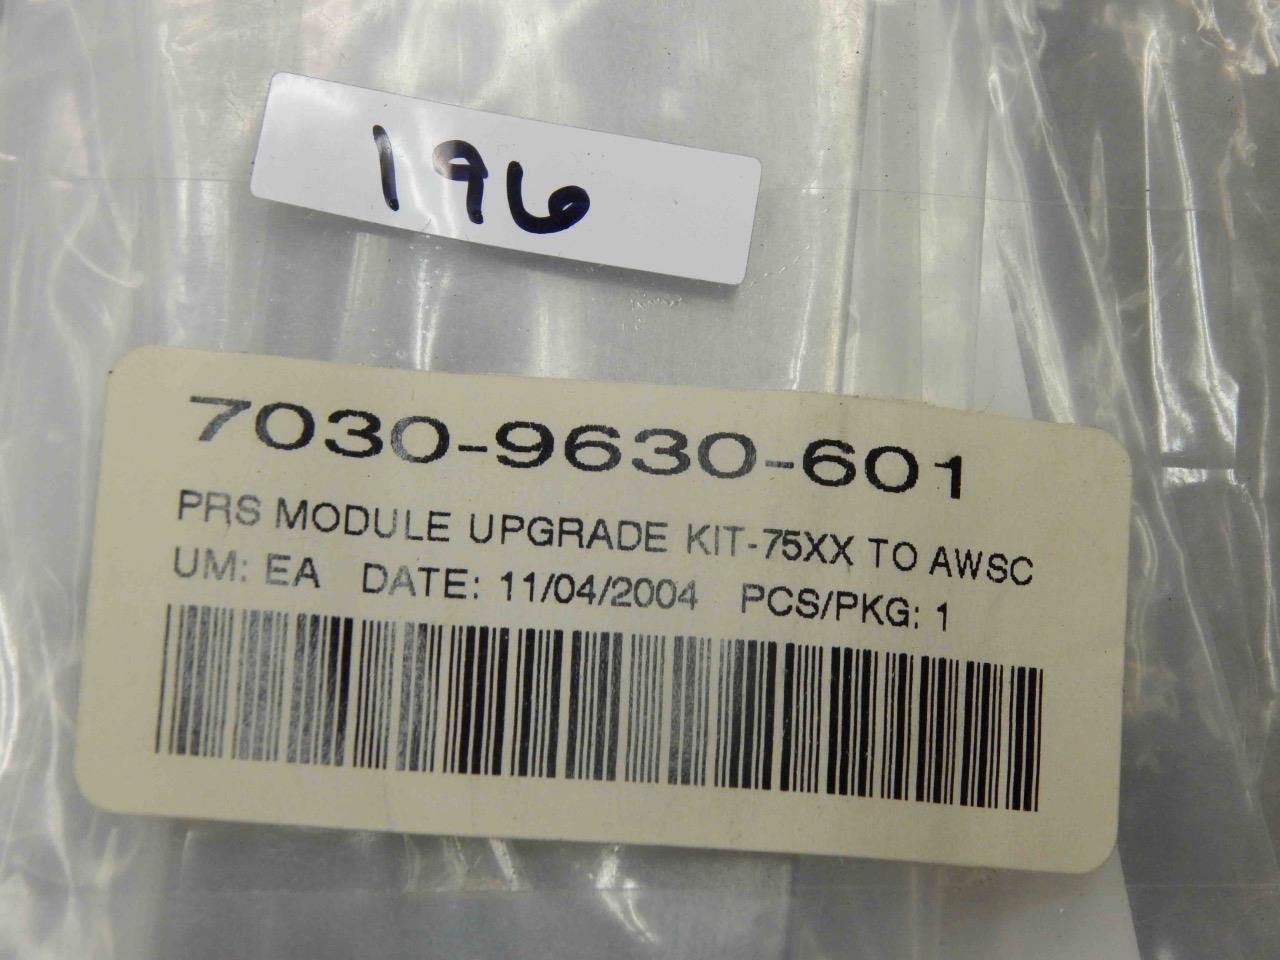 196
7030-9630-601
PRS MODULE UPGRADE KIT-75XX TO AWSC
UM: EA DATE: 11/04/2004 PCS/PKG: 1